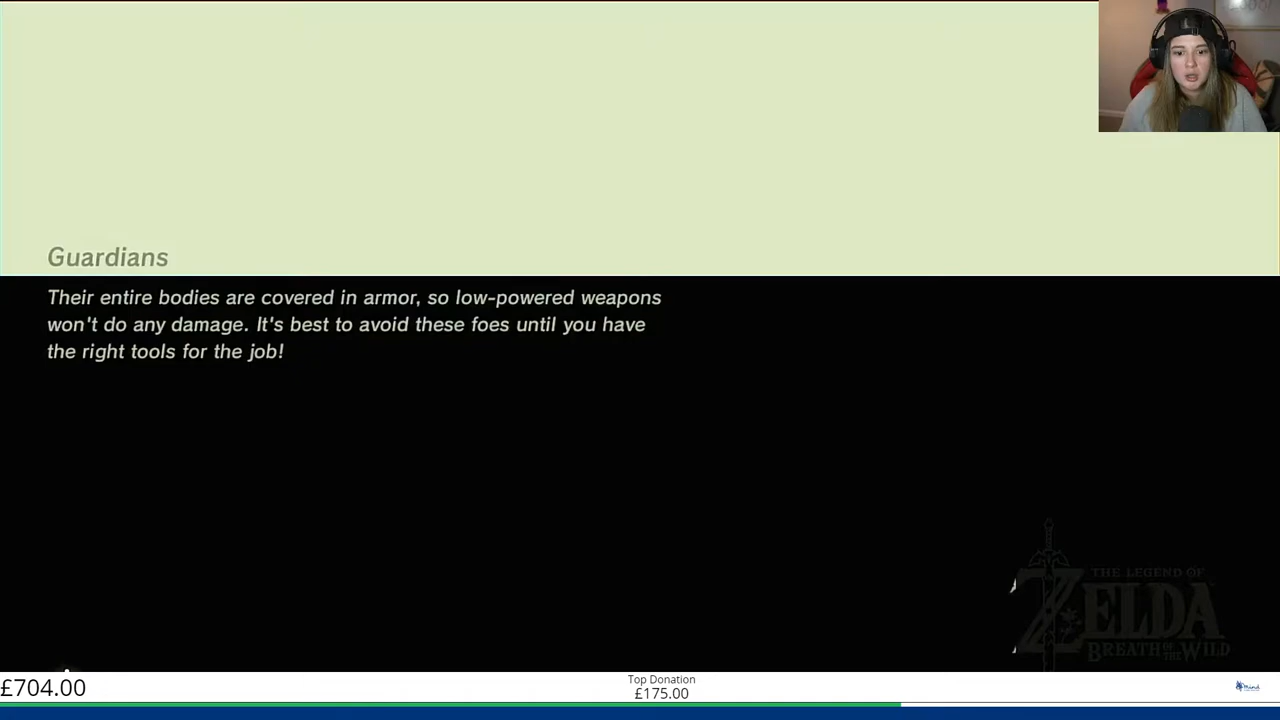 Guardians
Their entire bodies are covered in armor, so low-powered weapons
won't do any damage. It's best to avoid these foes until you have
the right tools for the job!
THE LEGEND OF
ZELDA
BREATH OF THE WILD
£704.00
Top Donation
£175.00
mind